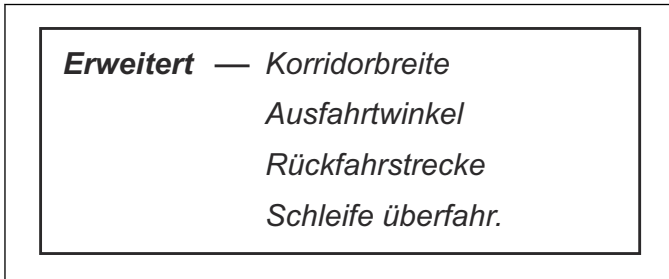 Erweitert — Korridorbreite
Ausfahrtwinkel
Rückfahrstrecke
Schleife überfahr.